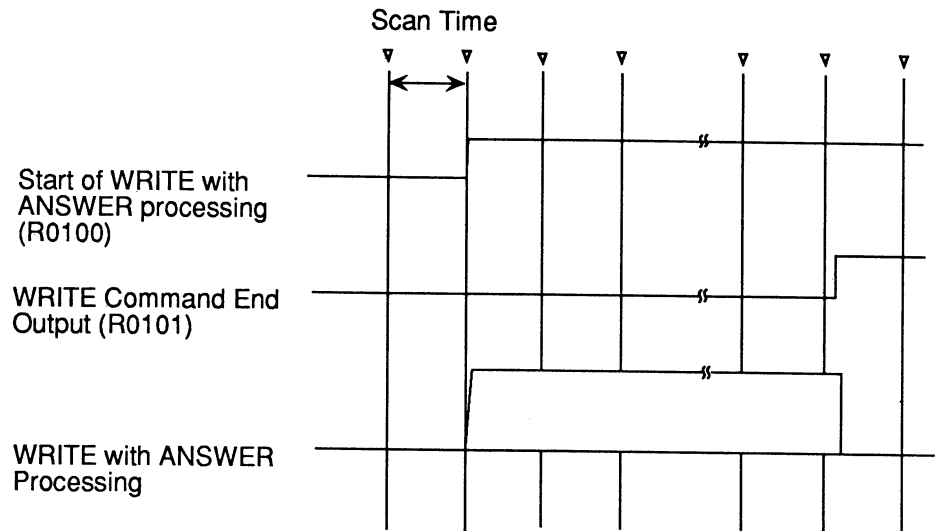 Scan Time
Start of WRITE with
ANSWER processing
(R0100)
WRITE Command End
Output (R0101)
WRITE with ANSWER
Processing